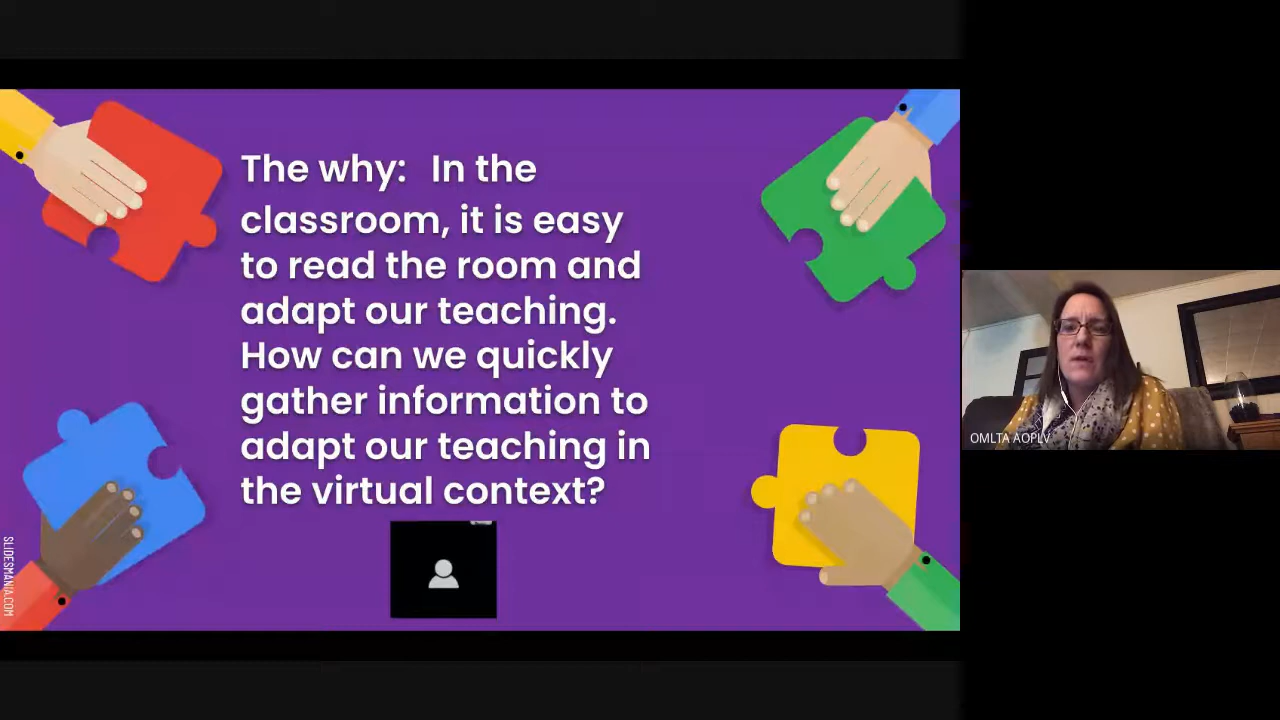 The why: In the
classroom, it is easy
to read the room and
adapt our teaching.
How can we quickly
gather information to
adapt our teaching in
the virtual context?
SLIDESMANIA.COM
OMLTA AOPLV